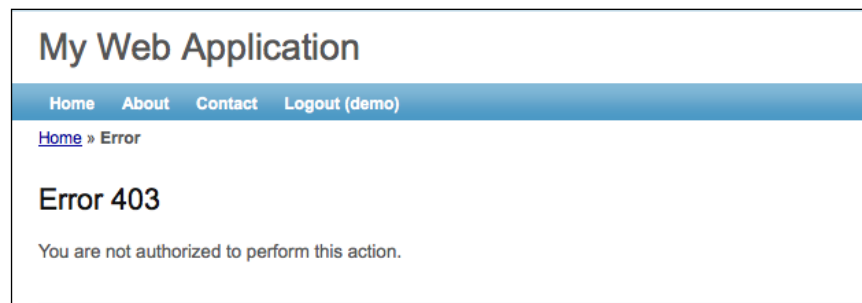 My Web Application
Home About Contact Logout (demo)
Home » Error
Error 403
You are not authorized to perform this action.